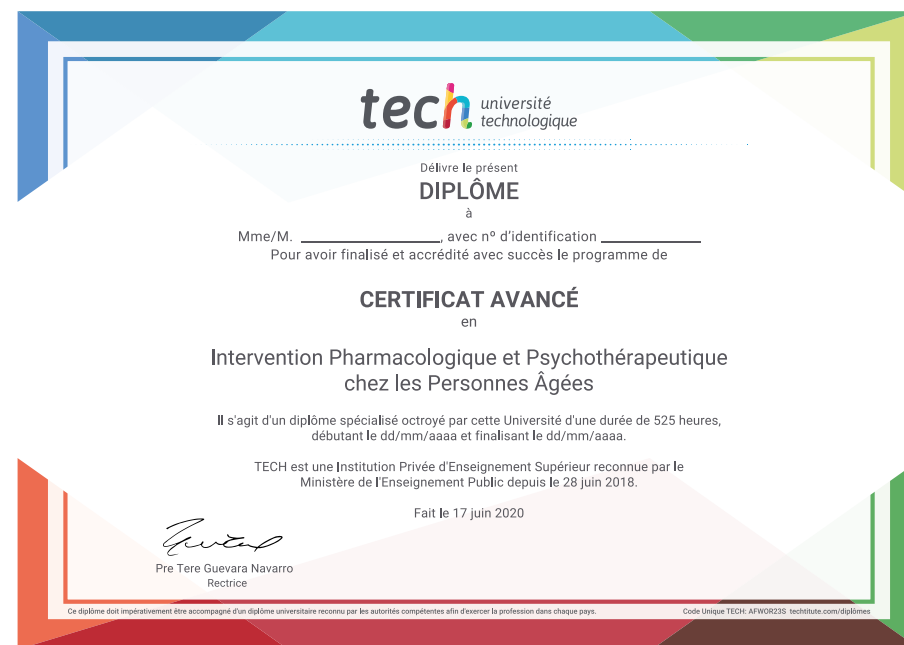 tech université
technologique
Délivre le présent
DIPLÔME
à
Mme/M. ____________________, avec nº d'identification ______________
Pour avoir finalisé et accrédité avec succès le programme de
CERTIFICAT AVANCÉ
en
Intervention Pharmacologique et Psychothérapeutique
chez les Personnes Âgées
Il s'agit d'un diplôme spécialisé octroyé par cette Université d'une durée de 525 heures,
débutant le dd/mm/aaaa et finalisant le dd/mm/aaaa.
TECH est une Institution Privée d'Enseignement Supérieur reconnue par le
Ministère de l'Enseignement Public depuis le 28 juin 2018.
Fait le 17 juin 2020
Pre Tere Guevara Navarro
Rectrice
Ce diplôme doit impérativement être accompagné d'un diplôme universitaire reconnu par les autorités compétentes afin d'exercer la profession dans chaque pays. Code Unique TECH: AFWOR23S techtitute.com/diplômes